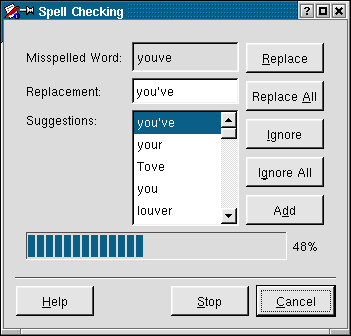 Spell Checking
?
Misspelled Word: youve Replace
Replacement: you've Replace All
Suggestions: you've Ignore
your
Tove Ignore All
you
louver Add
48%
Help Stop Cancel